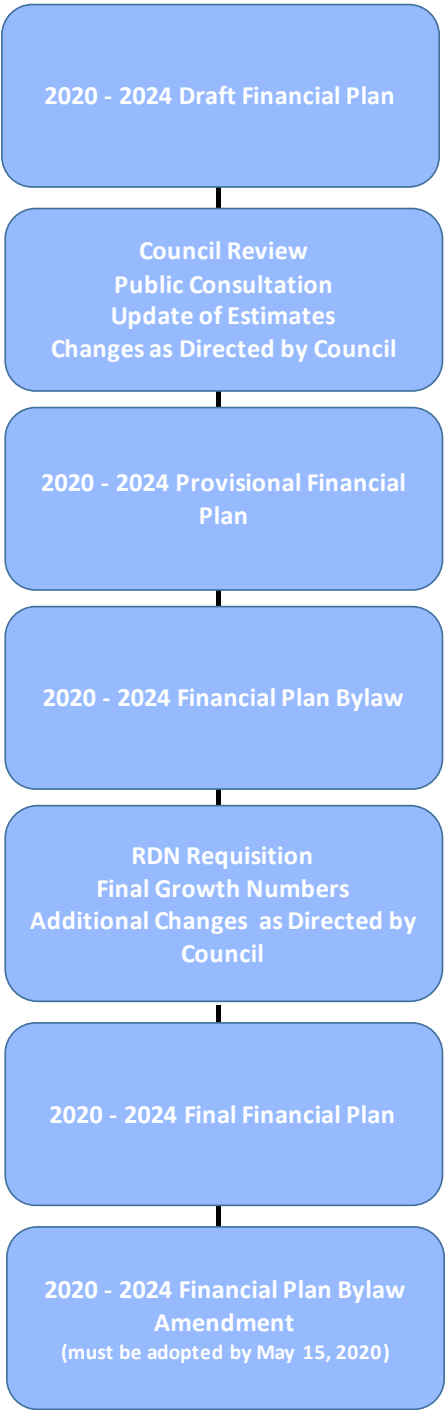 2020 - 2024 Draft Financial Plan
Council Review
Public Consultation
Update of Estimates
Changes as Directed by Council
2020 - 2024 Provisional Financial
Plan
2020 - 2024 Financial Plan Bylaw
RDN Requisition
Final Growth Numbers
Additional Changes as Directed by
Council
2020 - 2024 Final Financial Plan
2020 - 2024 Financial Plan Bylaw
Amendment
(must be adopted by May 15, 2020)